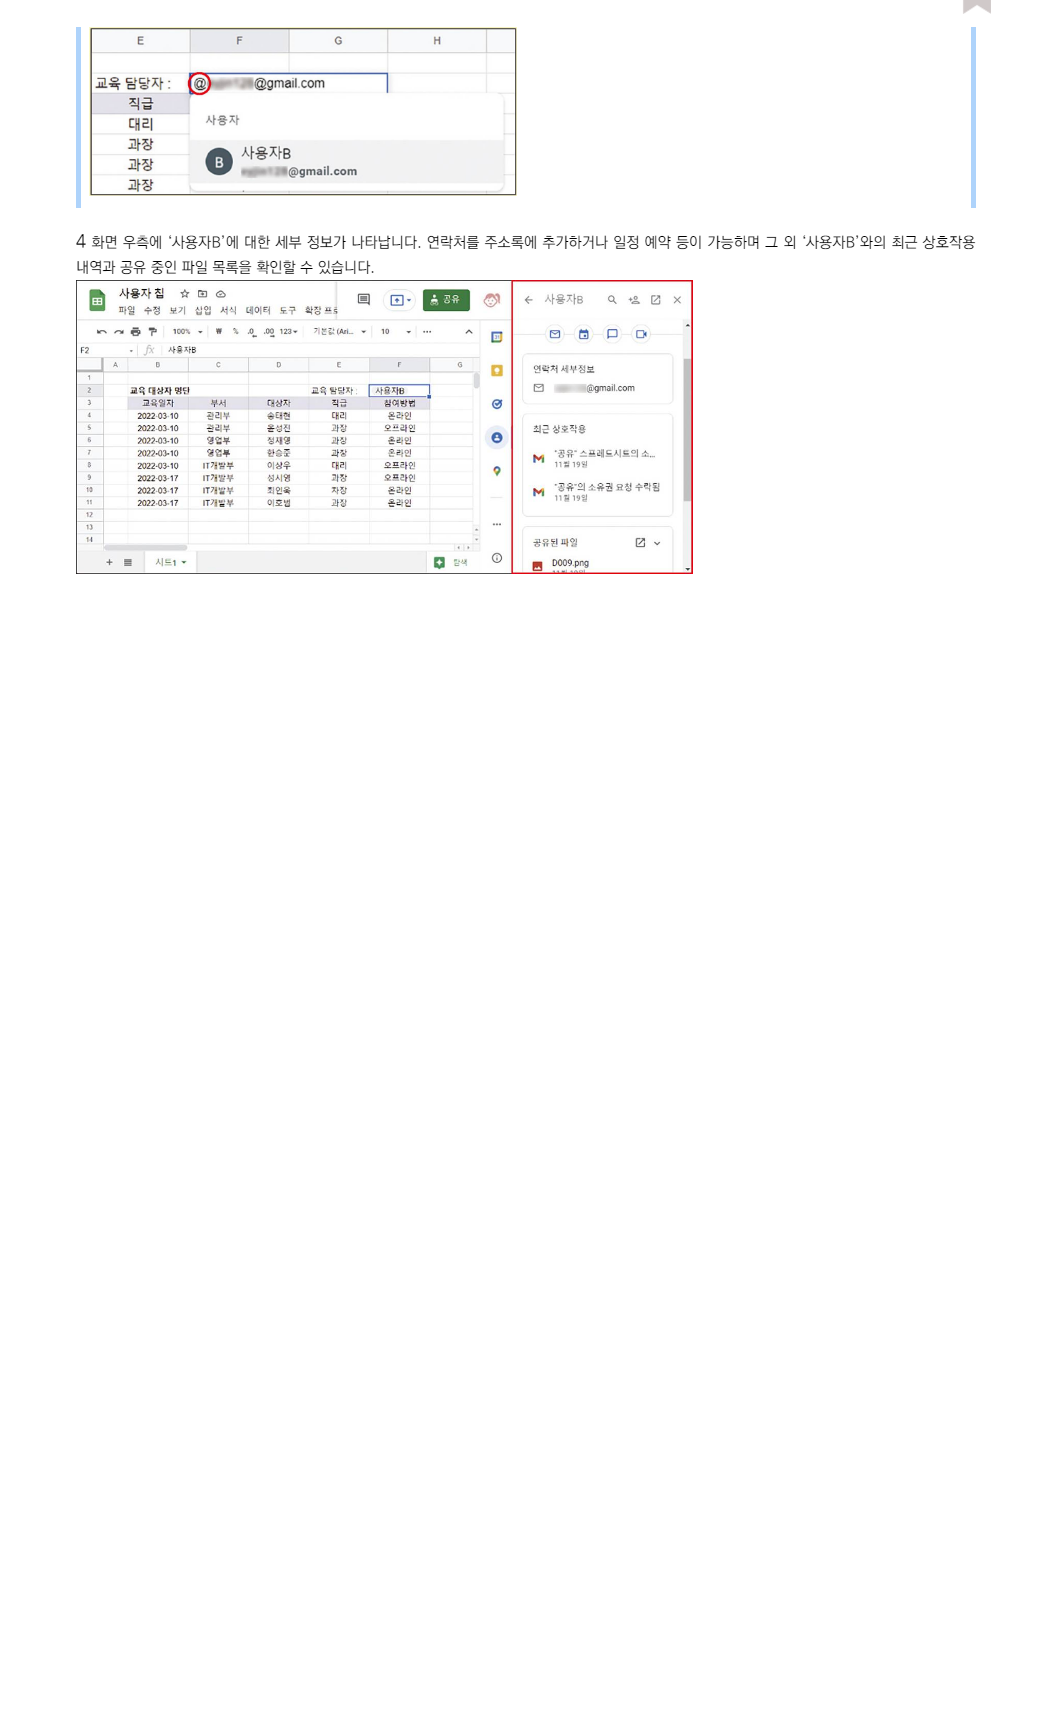 E F G H
교육 담당자 : @ @gmail.com
직급
사용자
대리
과장
사용자B
B
과장
@gmail.com
과장
4 화면 우측에 ‘사용자B’에 대한 세부 정보가 나타납니다. 연락처를 주소록에 추가하거나 일정 예약 등이 가능하며 그 외 ‘사용자B’와의 최근 상호작용
내역과 공유 중인 파일 목록을 확인할 수 있습니다.
사용자 칩
공유
파일 수정 보기 삽입 서식 데이터 도구 확장 프로
100% ₩ % .0 .00 123 기본값 (Ari... 10 ...
F2 fx 사용자B
A B C D E F G
1
2 교육 대상자 명단 교육 담당자 : 사용자B
3 교육일자 부서 대상자 직급 참여방법
4 2022-03-10 관리부 송태현 대리 온라인
5 2022-03-10 관리부 윤성진 과장 오프라인
6 2022-03-10 영업부 정재영 과장 온라인
7 2022-03-10 영업부 한승준 과장 온라인
8 2022-03-10 IT개발부 이상우 대리 오프라인
9 2022-03-17 IT개발부 성시영 과장 오프라인
10 2022-03-17 IT개발부 최민욱 차장 온라인
11 2022-03-17 IT개발부 이호범 과장 온라인
12
13
14
시트1
탐색
31
사용자B
연락처 세부정보
@gmail.com
최근 상호작용
"공유" 스프레드시트의 소...
11월 19일
"공유"의 소유권 요청 수락됨
11월 19일
공유된 파일
D009.png